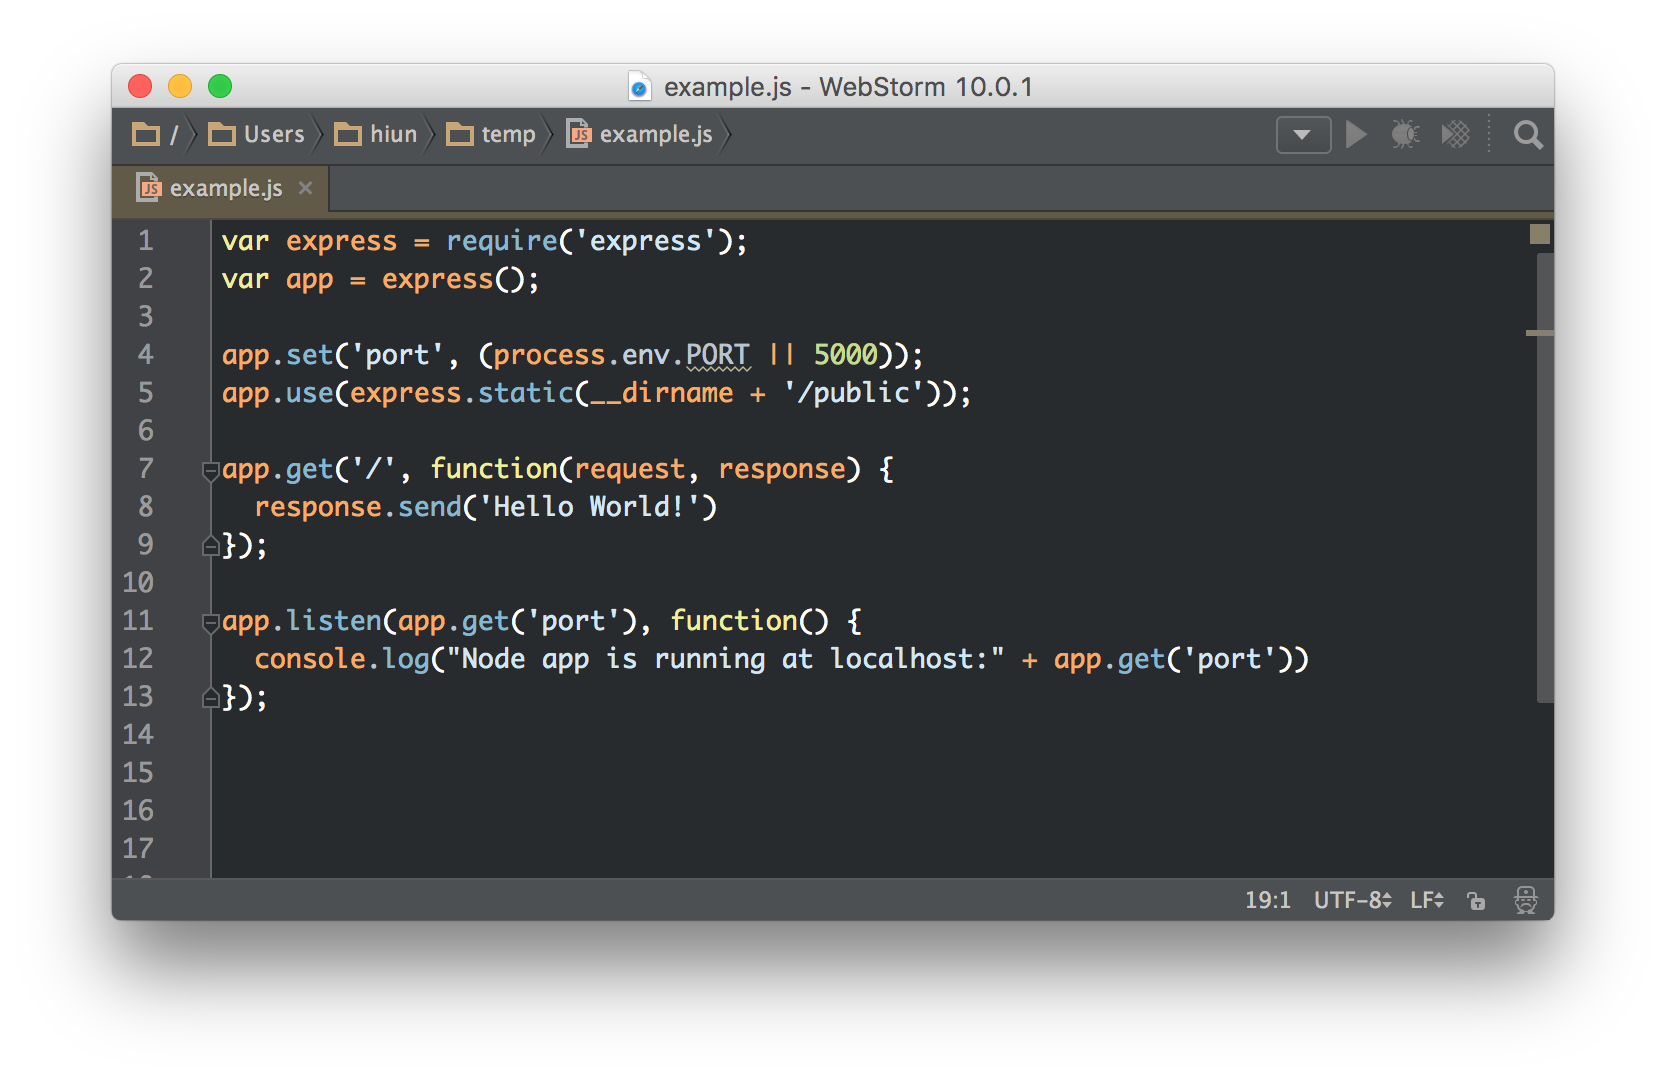 example.js - WebStorm 10.0.1
/ Users hiun temp example.js
example.js
1 var express = require('express');
2 var app = express();
3
4 app.set('port', (process.env.PORT || 5000));
5 app.use(express.static(__dirname + '/public'));
6
7 app.get('/', function(request, response) {
8   response.send('Hello World!')
9 });
10
11 app.listen(app.get('port'), function() {
12   console.log("Node app is running at localhost:" + app.get('port'))
13 });
14
15
16
17
19:1 UTF-8 LF